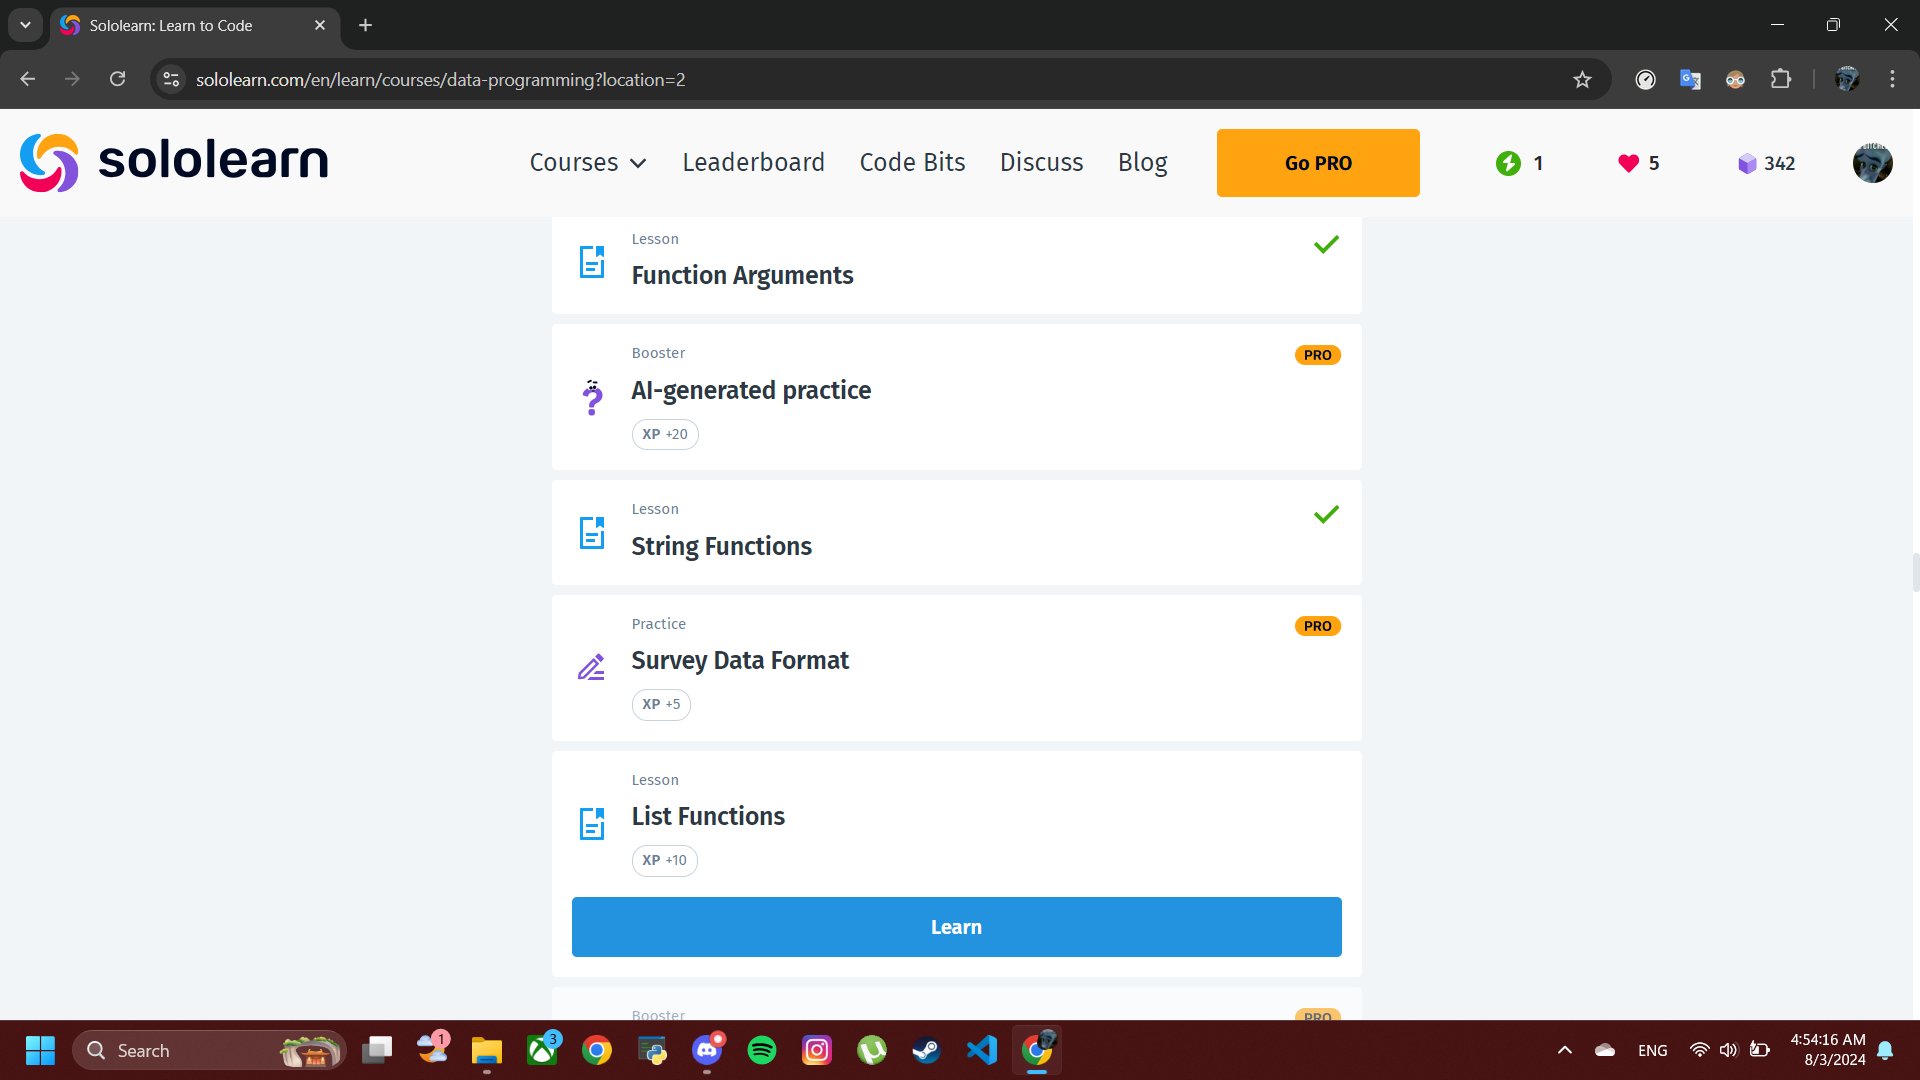 Sololearn: Learn to Code
sololearn.com/en/learn/courses/data-programming?location=2
sololearn
Courses Leaderboard Code Bits Discuss Blog Go PRO 1 5 342
Lesson
Function Arguments
Booster
PRO
AI-generated practice
XP +20
Lesson
String Functions
Practice
PRO
Survey Data Format
XP +5
Lesson
List Functions
XP +10
Learn
Booster
PRO
Search
1
3
ENG
4:54:16 AM
8/3/2024